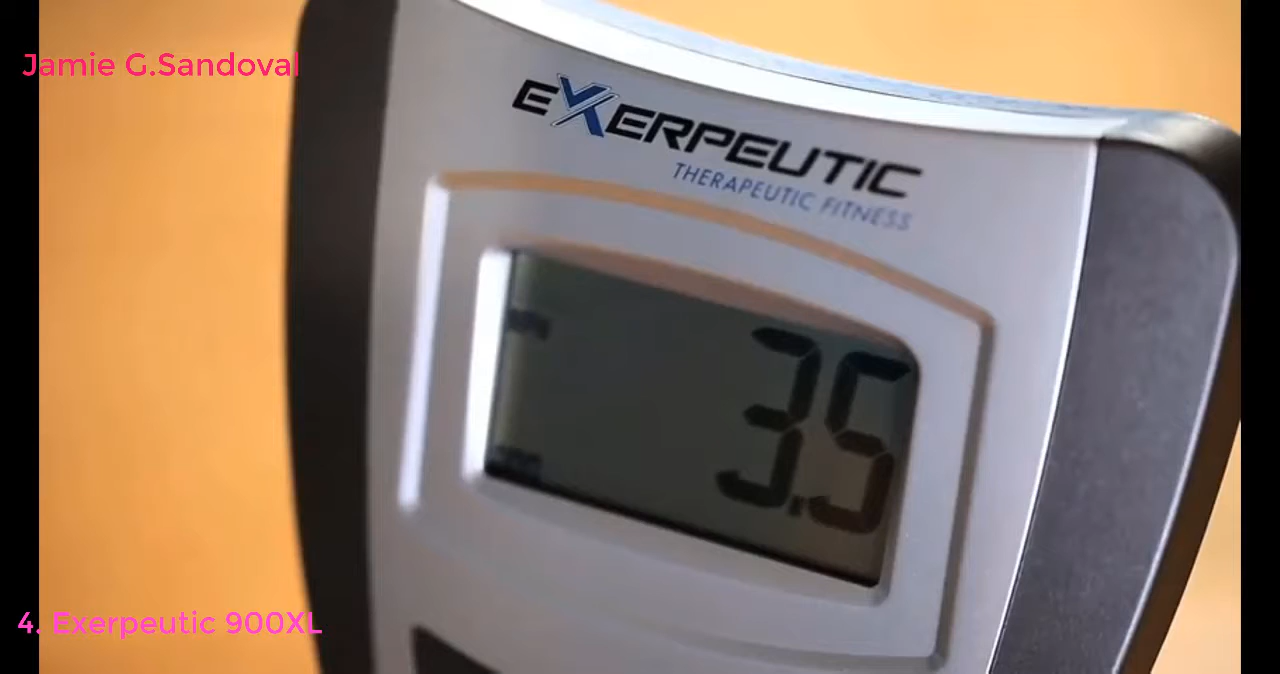 Jamie G.Sandoval
EXERPEUTIC
THERAPEUTIC FITNESS
3.5
4. Exerpeutic 900XL